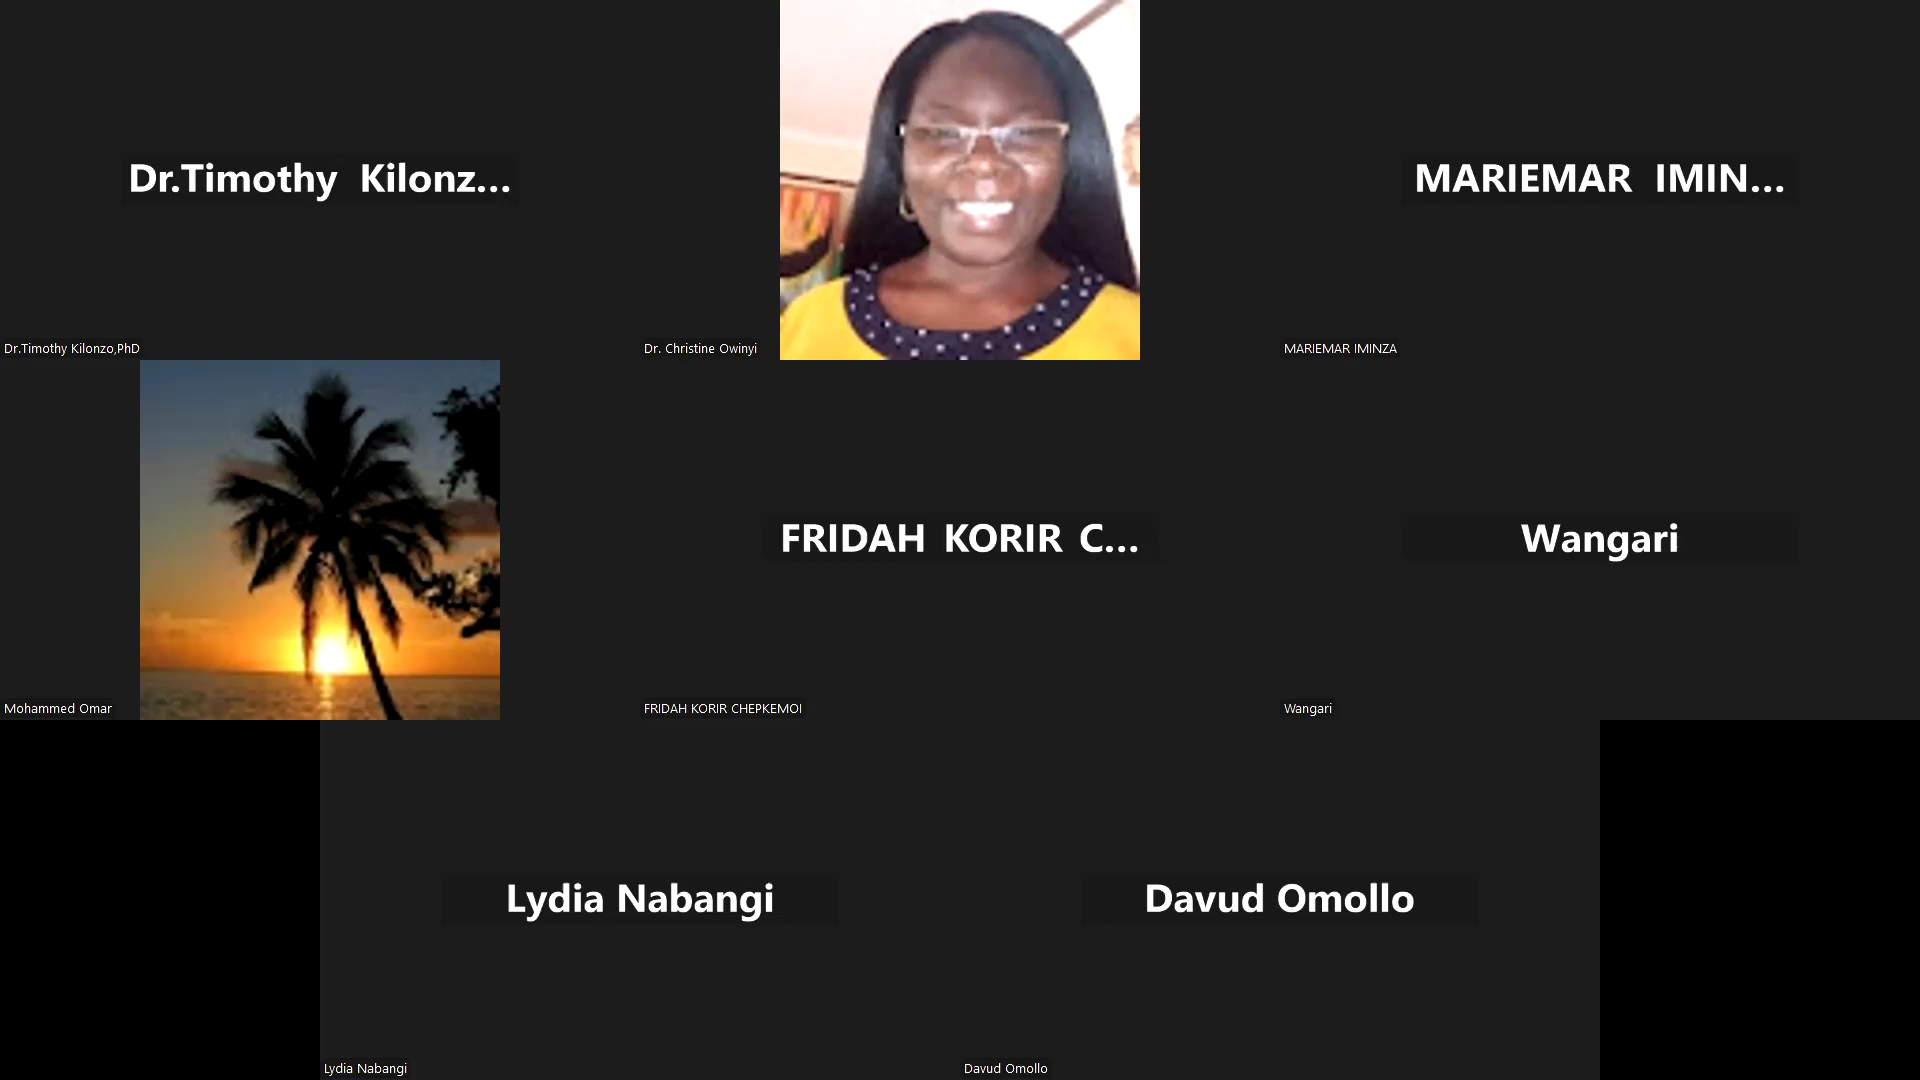 Dr.Timothy Kilonz...
MARIEMAR IMIN...
Dr.Timothy Kilonzo,PhD
Dr. Christine Owinyi
MARIEMAR IMINZA
FRIDAH KORIR C...
Wangari
Mohammed Omar
FRIDAH KORIR CHEPKEMOI
Wangari
Lydia Nabangi
Davud Omollo
Lydia Nabangi
Davud Omollo